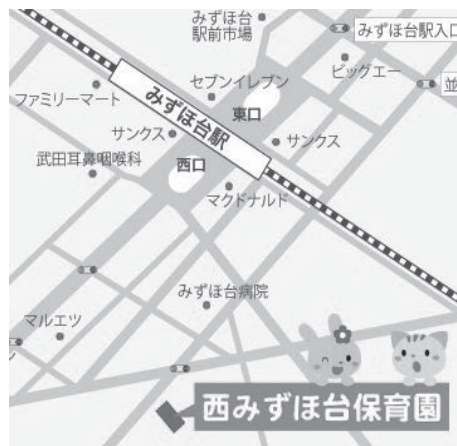 みずほ台
駅前市場
みずほ台駅入口
ビッグエー
並
セブンイレブン
ファミリーマート
みずほ台駅
東口
サンクス
サンクス
武田耳鼻咽喉科
西口
マクドナルド
みずほ台病院
マルエツ
西みずほ台保育園